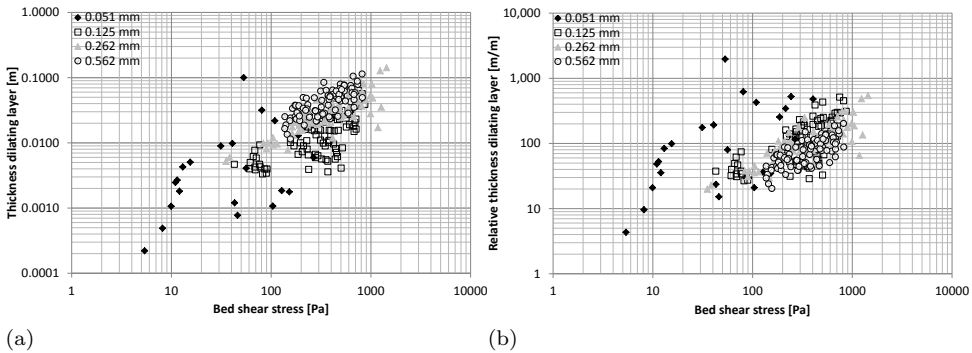 1.0000
0.1000
0.0100
0.0010
0.0001
Thickness dilating layer [m]
0.051 mm
0.125 mm
0.262 mm
0.562 mm
1 10 100 1000 10000
Bed shear stress [Pa]
(a)
10,000
1,000
100
10
1
Relative thickness dilating layer [m/m]
0.051 mm
0.125 mm
0.262 mm
0.562 mm
1 10 100 1000 10000
Bed shear stress [Pa]
(b)